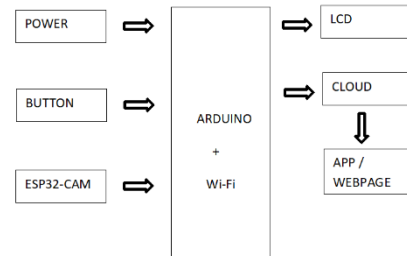 POWER
LCD
BUTTON
CLOUD
ARDUINO
+
Wi-Fi
ESP32-CAM
APP /
WEBPAGE